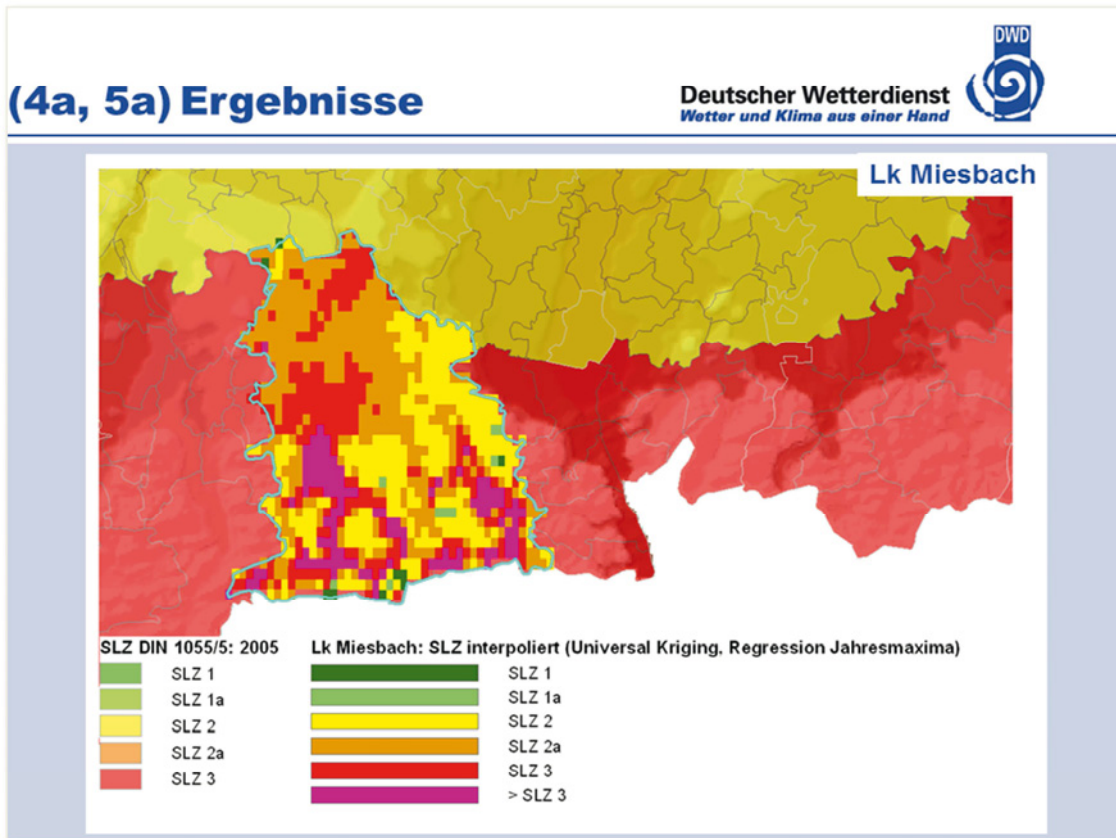 DWD
(4a, 5a) Ergebnisse
Deutscher Wetterdienst
Wetter und Klima aus einer Hand
Lk Miesbach
SLZ DIN 1055/5: 2005
SLZ 1
SLZ 1a
SLZ 2
SLZ 2a
SLZ 3
Lk Miesbach: SLZ interpoliert (Universal Kriging, Regression Jahresmaxima)
SLZ 1
SLZ 1a
SLZ 2
SLZ 2a
SLZ 3
> SLZ 3